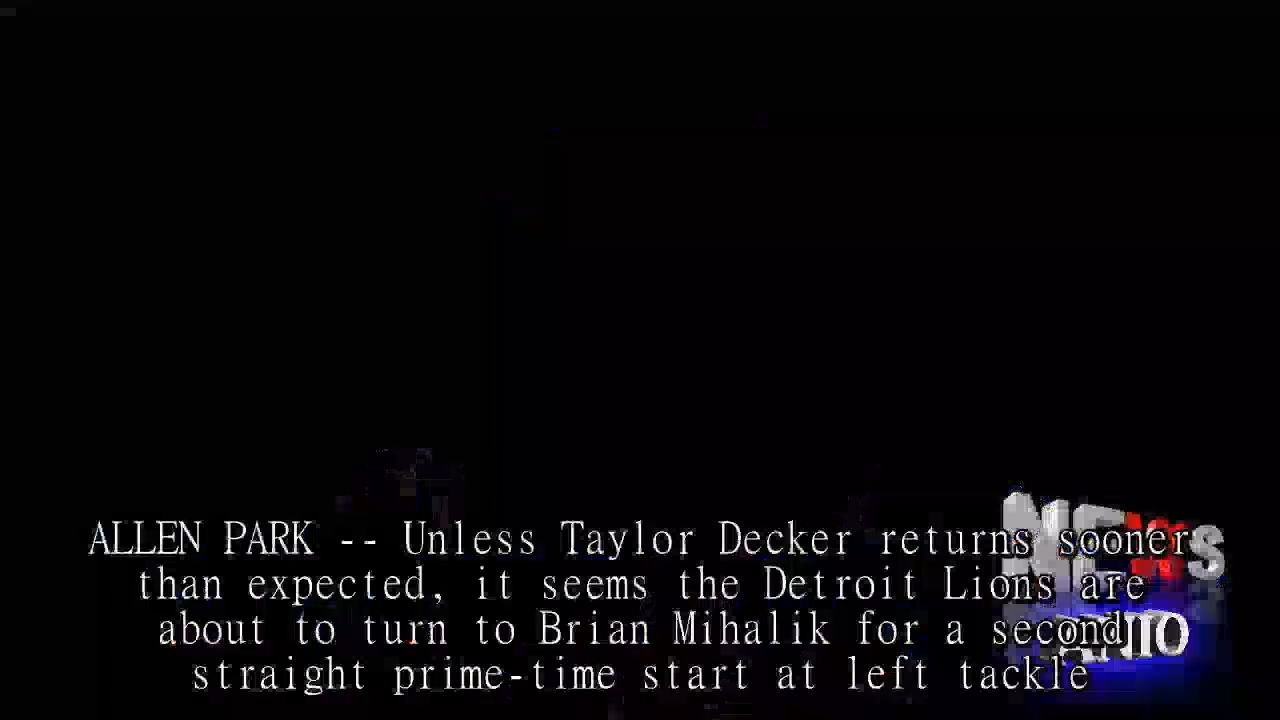 ALLEN PARK -- Unless Taylor Decker returns sooner
than expected, it seems the Detroit Lions are
about to turn to Brian Mihalik for a second
straight prime-time start at left tackle
NEWS